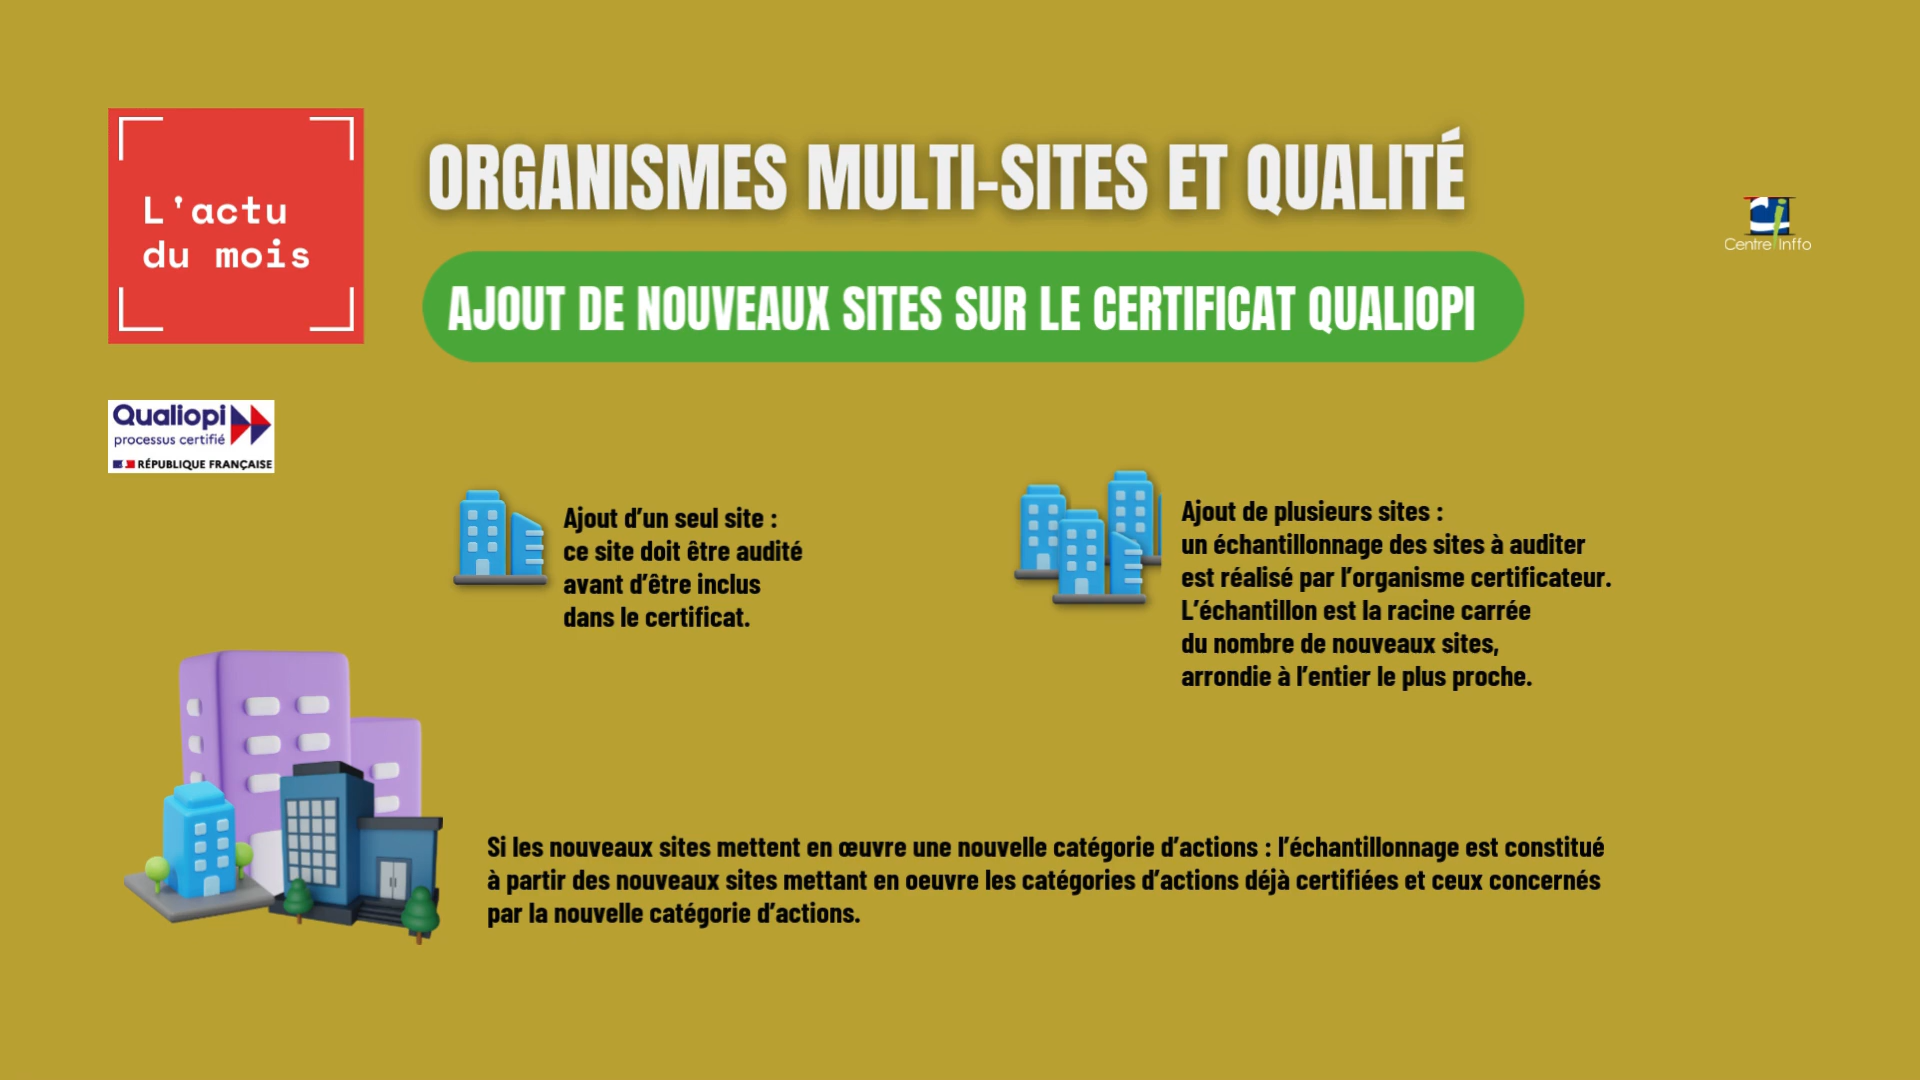 L'actu
du mois
ORGANISMES MULTI-SITES ET QUALITÉ
AJOUT DE NOUVEAUX SITES SUR LE CERTIFICAT QUALIOPI
Centre Inffo
Qualiopi
processus certifié
RÉPUBLIQUE FRANÇAISE
Ajout d’un seul site :
ce site doit être audité
avant d’être inclus
dans le certificat.
Ajout de plusieurs sites :
un échantillonnage des sites à auditer
est réalisé par l’organisme certificateur.
L’échantillon est la racine carrée
du nombre de nouveaux sites,
arrondie à l’entier le plus proche.
Si les nouveaux sites mettent en œuvre une nouvelle catégorie d’actions : l’échantillonnage est constitué
à partir des nouveaux sites mettant en oeuvre les catégories d’actions déjà certifiées et ceux concernés
par la nouvelle catégorie d’actions.